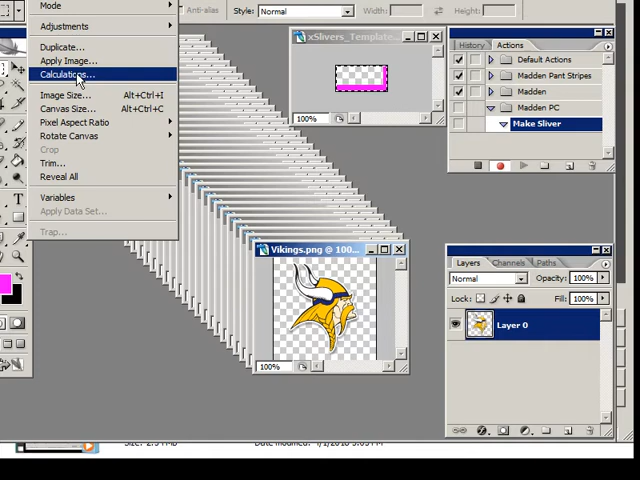 Mode
Adjustments
Duplicate...
Apply Image...
Calculations...
Image Size... Alt+Ctrl+I
Canvas Size... Alt+Ctrl+C
Pixel Aspect Ratio
Rotate Canvas
Crop
Trim...
Reveal All
Variables
Apply Data Set...
Trap...
Anti-alias
Style: Normal
Width:
Height:
xSlivers_Template
100%
Vikings.png @ 100...
100%
History Actions
Default Actions
Madden Pant Stripes
Madden
Madden PC
Make Sliver
Layers Channels Paths
Normal Opacity: 100%
Lock: Fill: 100%
Layer 0
T